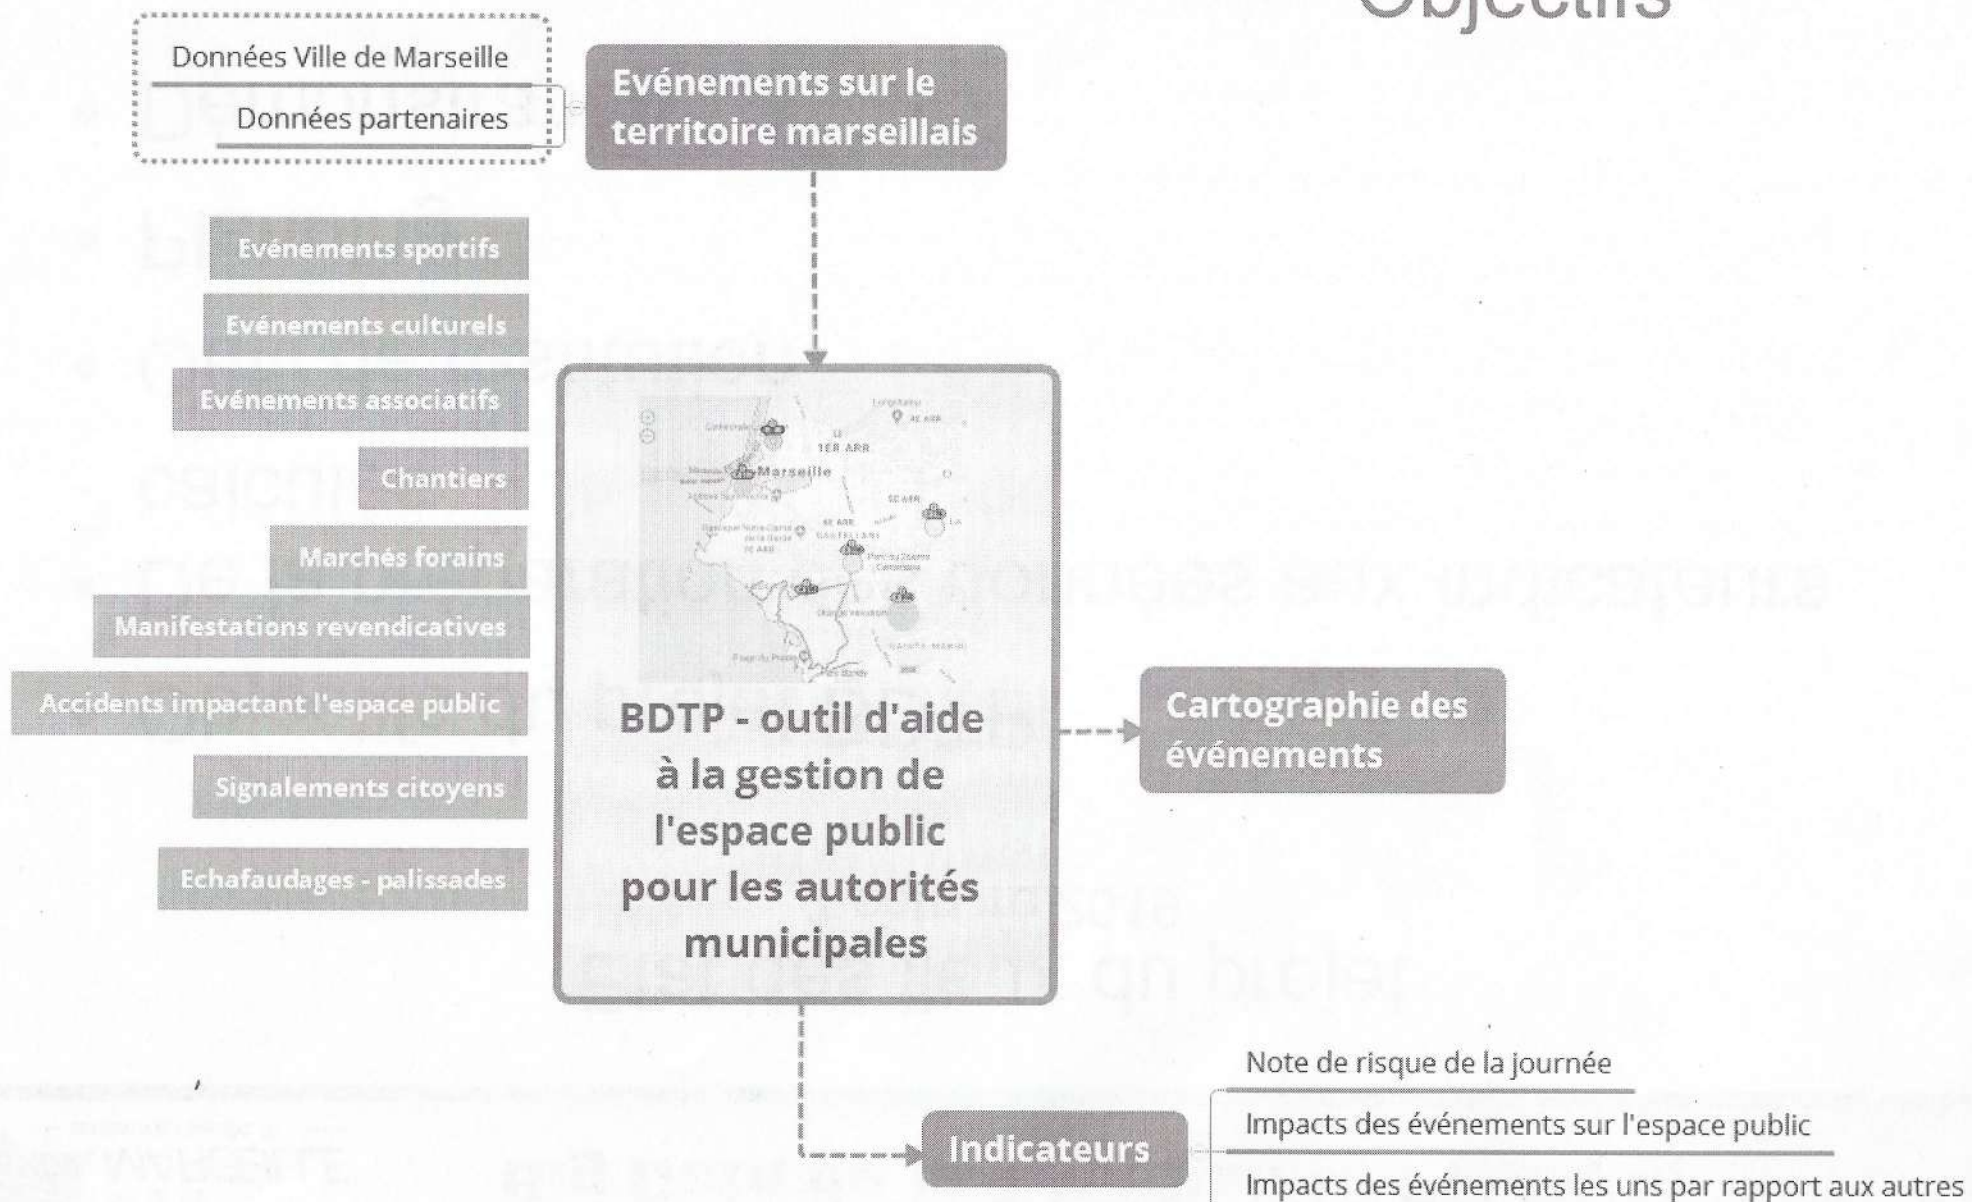 Objectifs
Données Ville de Marseille
Données partenaires
Evénements sur le
territoire marseillais
Evénements sportifs
Evénements culturels
Evénements associatifs
Chantiers
Marchés forains
Manifestations revendicatives
Accidents impactant l'espace public
Signalements citoyens
Echafaudages - palissades
1ER ARR
Marseille
BDTP - outil d'aide
à la gestion de
l'espace public
pour les autorités
municipales
Cartographie des
événements
Indicateurs
Note de risque de la journée
Impacts des événements sur l'espace public
Impacts des événements les uns par rapport aux autres